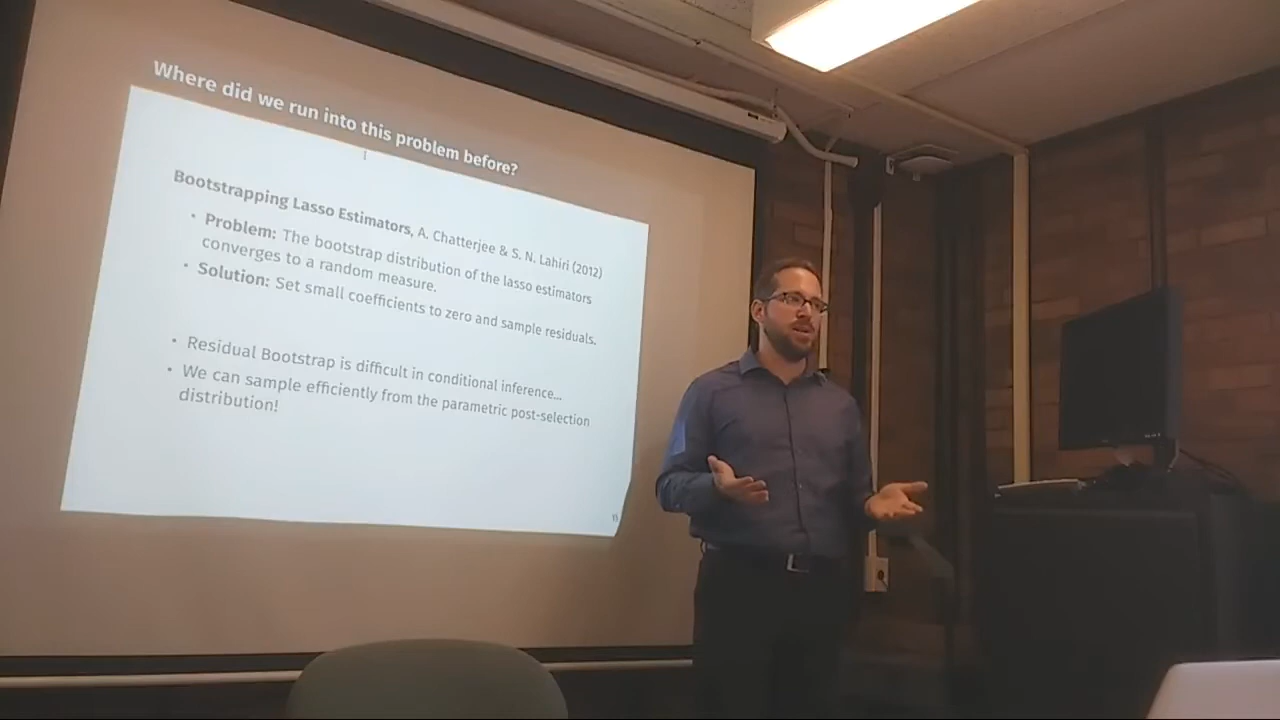 Where did we run into this problem before?
Bootstrapping Lasso Estimators, A. Chatterjee & S. N. Lahiri (2012)
• Problem: The bootstrap distribution of the lasso estimators
converges to a random measure.
• Solution: Set small coefficients to zero and sample residuals.
• Residual Bootstrap is difficult in conditional inference...
• We can sample efficiently from the parametric post-selection
distribution!